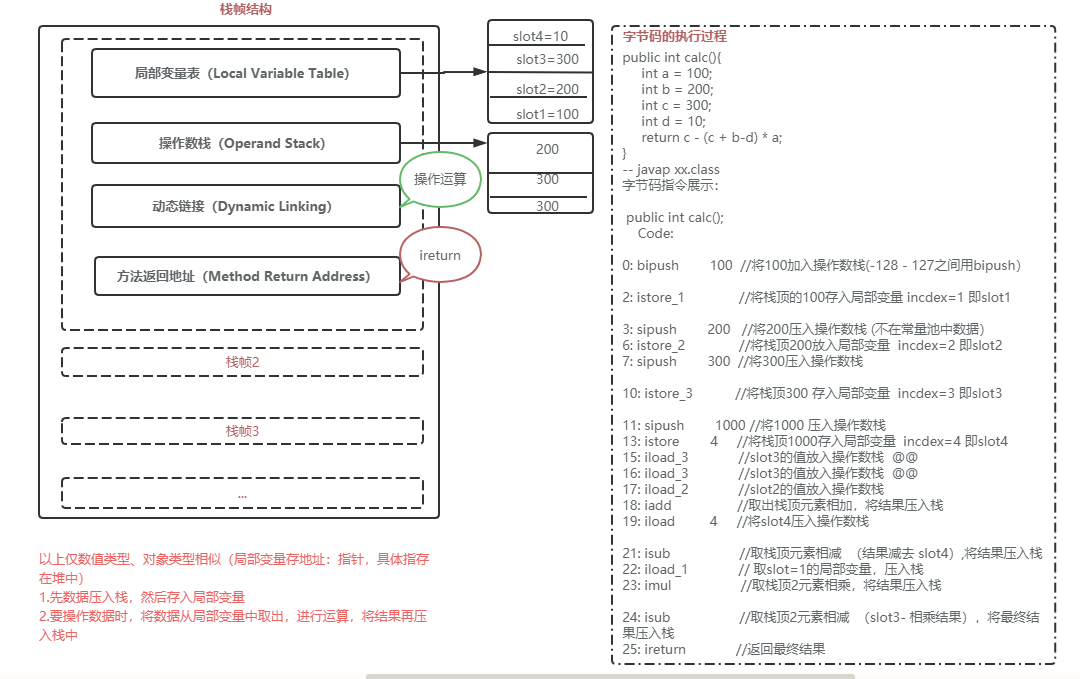 栈帧结构
局部变量表（Local Variable Table）
操作数栈（Operand Stack）
动态链接（Dynamic Linking）
方法返回地址（Method Return Address）
操作运算
ireturn
栈帧2
栈帧3
...
slot4=10
slot3=300
slot2=200
slot1=100
200
300
300
以上仅数值类型、对象类型相似（局部变量存地址：指针，具体指存
在堆中）
1.先数据压入栈，然后存入局部变量
2.要操作数据时，将数据从局部变量中取出，进行运算，将结果再压
入栈中
字节码的执行过程
public int calc(){
int a = 100;
int b = 200;
int c = 300;
int d = 10;
return c - (c + b-d) * a;
}
-- javap xx.class
字节码指令展示：
public int calc();
Code:
0: bipush 100 //将100加入操作数栈(-128 - 127之间用bipush)
2: istore_1 //将栈顶的100存入局部变量 incdex=1 即slot1
3: sipush 200 //将200压入操作数栈 (不在常量池中数据)
6: istore_2 //将栈顶200放入局部变量 incdex=2 即slot2
7: sipush 300 //将300压入操作数栈
10: istore_3 //将栈顶300 存入局部变量 incdex=3 即slot3
11: sipush 1000 //将1000 压入操作数栈
13: istore 4 //将栈顶1000存入局部变量 incdex=4 即slot4
15: iload_3 //slot3的值放入操作数栈 @@
16: iload_3 //slot3的值放入操作数栈 @@
17: iload_2 //slot2的值放入操作数栈
18: iadd //取出栈顶元素相加，将结果压入栈
19: iload 4 //将slot4压入操作数栈
21: isub //取栈顶元素相减 （结果减去 slot4）,将结果压入栈
22: iload_1 // 取slot=1的局部变量，压入栈
23: imul //取栈顶2元素相乘，将结果压入栈
24: isub //取栈顶2元素相减 （slot3- 相乘结果），将最终结
果压入栈
25: ireturn //返回最终结果